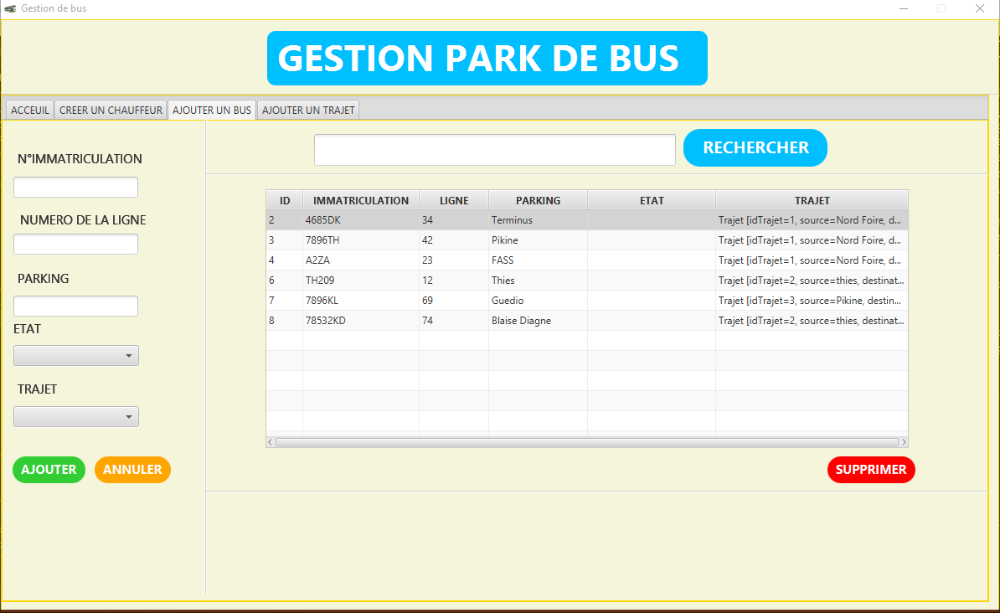 Gestion de bus
GESTION PARK DE BUS
ACCEUIL CREER UN CHAUFFEUR AJOUTER UN BUS AJOUTER UN TRAJET
N°IMMATRICULATION
NUMERO DE LA LIGNE
PARKING
ETAT
TRAJET
AJOUTER ANNULER
RECHERCHER
ID IMMATRICULATION LIGNE PARKING ETAT TRAJET
2 4685DK 34 Terminus Trajet [idTrajet=1, source=Nord Foire, d...
3 7896TH 42 Pikine Trajet [idTrajet=1, source=Nord Foire, d...
4 A2ZA 23 FASS Trajet [idTrajet=1, source=Nord Foire, d...
6 TH209 12 Thies Trajet [idTrajet=2, source=thies, destinat...
7 7896KL 69 Guedio Trajet [idTrajet=3, source=Pikine, destin...
8 78532KD 74 Blaise Diagne Trajet [idTrajet=2, source=thies, destinat...
SUPPRIMER